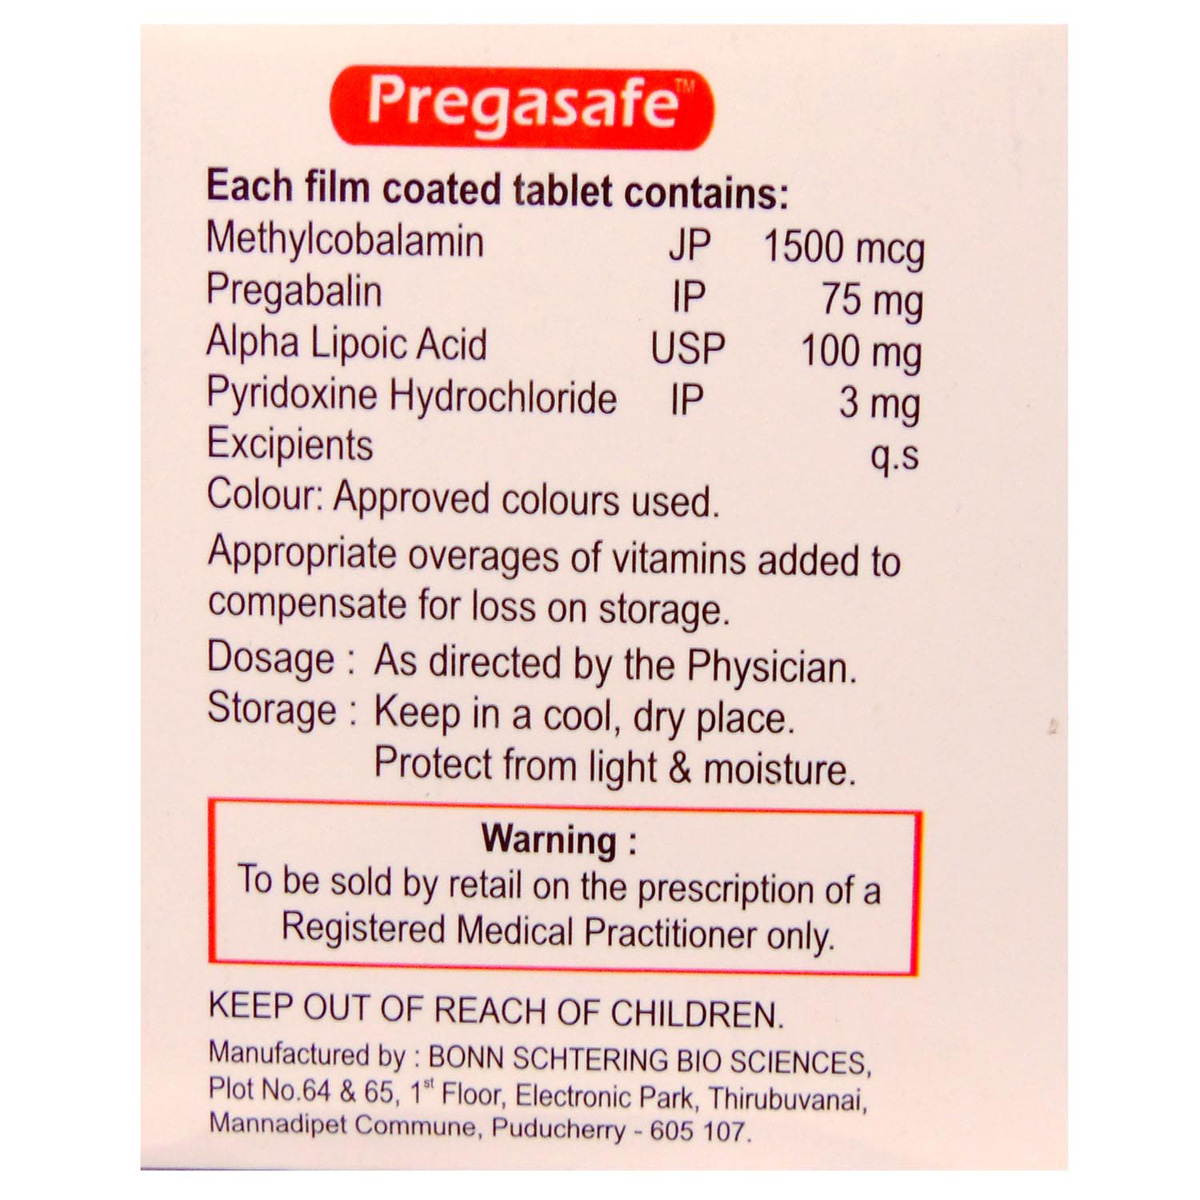 Pregasafe™
Each film coated tablet contains:
Methylcobalamin JP 1500 mcg
Pregabalin IP 75 mg
Alpha Lipoic Acid USP 100 mg
Pyridoxine Hydrochloride IP 3 mg
Excipients q.s
Colour: Approved colours used.
Appropriate overages of vitamins added to
compensate for loss on storage.
Dosage : As directed by the Physician.
Storage : Keep in a cool, dry place.
Protect from light & moisture.
Warning :
To be sold by retail on the prescription of a
Registered Medical Practitioner only.
KEEP OUT OF REACH OF CHILDREN.
Manufactured by : BONN SCHTERING BIO SCIENCES,
Plot No.64 & 65, 1st Floor, Electronic Park, Thirubuvanai,
Mannadipet Commune, Puducherry - 605 107.